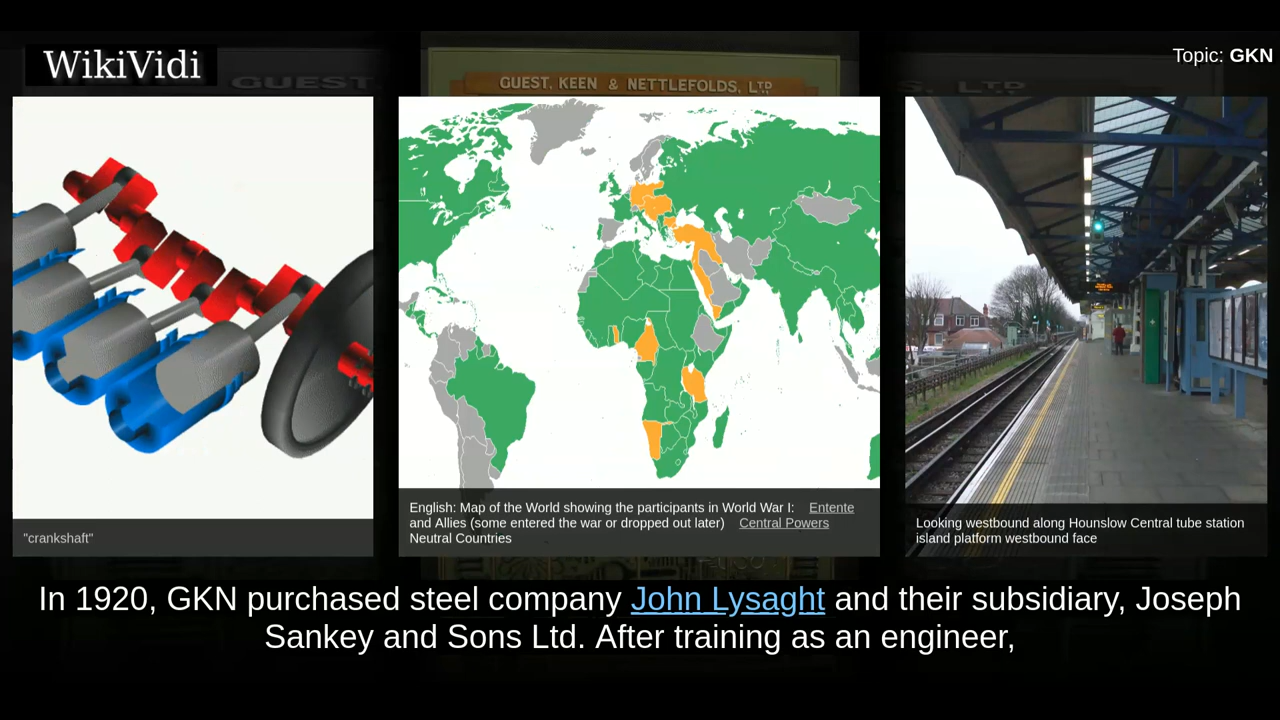 WikiVidi
Topic: GKN
GUEST, KEEN & NETTLEFOLDS, LTD
GUEST
S, LTD
"crankshaft"
English: Map of the World showing the participants in World War I: Entente
and Allies (some entered the war or dropped out later) Central Powers
Neutral Countries
Looking westbound along Hounslow Central tube station
island platform westbound face
In 1920, GKN purchased steel company John Lysaght and their subsidiary, Joseph
Sankey and Sons Ltd. After training as an engineer,